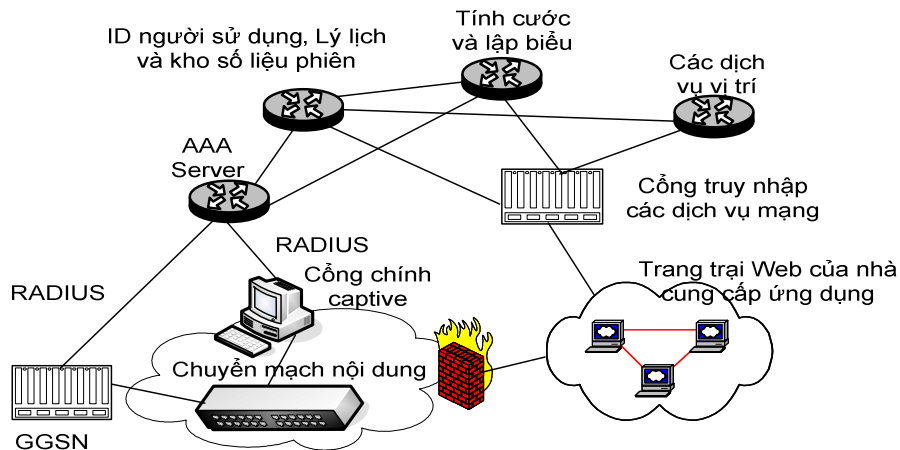 Tính cước
và lập biểu
ID người sử dụng, Lý lịch
và kho số liệu phiên
Các dịch
vụ vị trí
AAA
Server
Cổng truy nhập
các dịch vụ mạng
RADIUS
Cổng chính
captive
RADIUS
Trang trại Web của nhà
cung cấp ứng dụng
Chuyển mạch nội dung
GGSN